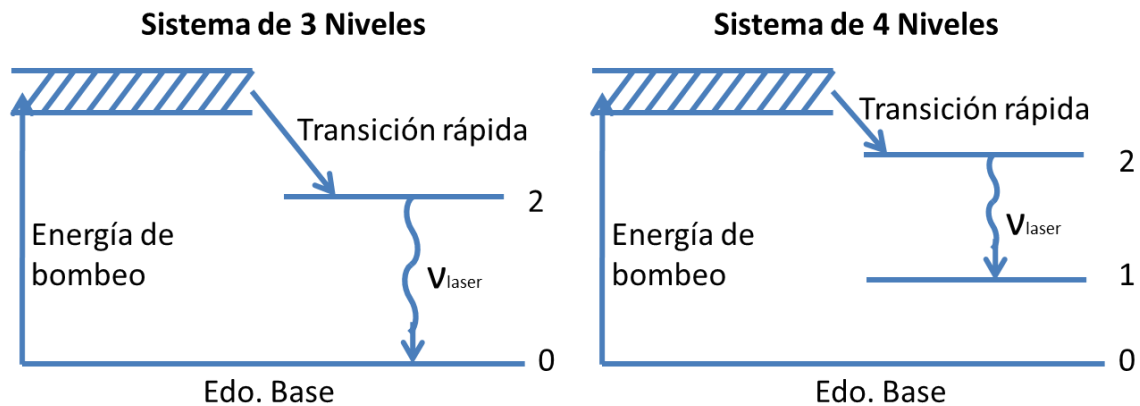 Sistema de 3 Niveles
Transición rápida
2
Energía de
bombeo
νlaser
0
Edo. Base
Sistema de 4 Niveles
Transición rápida
2
Energía de
bombeo
νlaser
1
0
Edo. Base